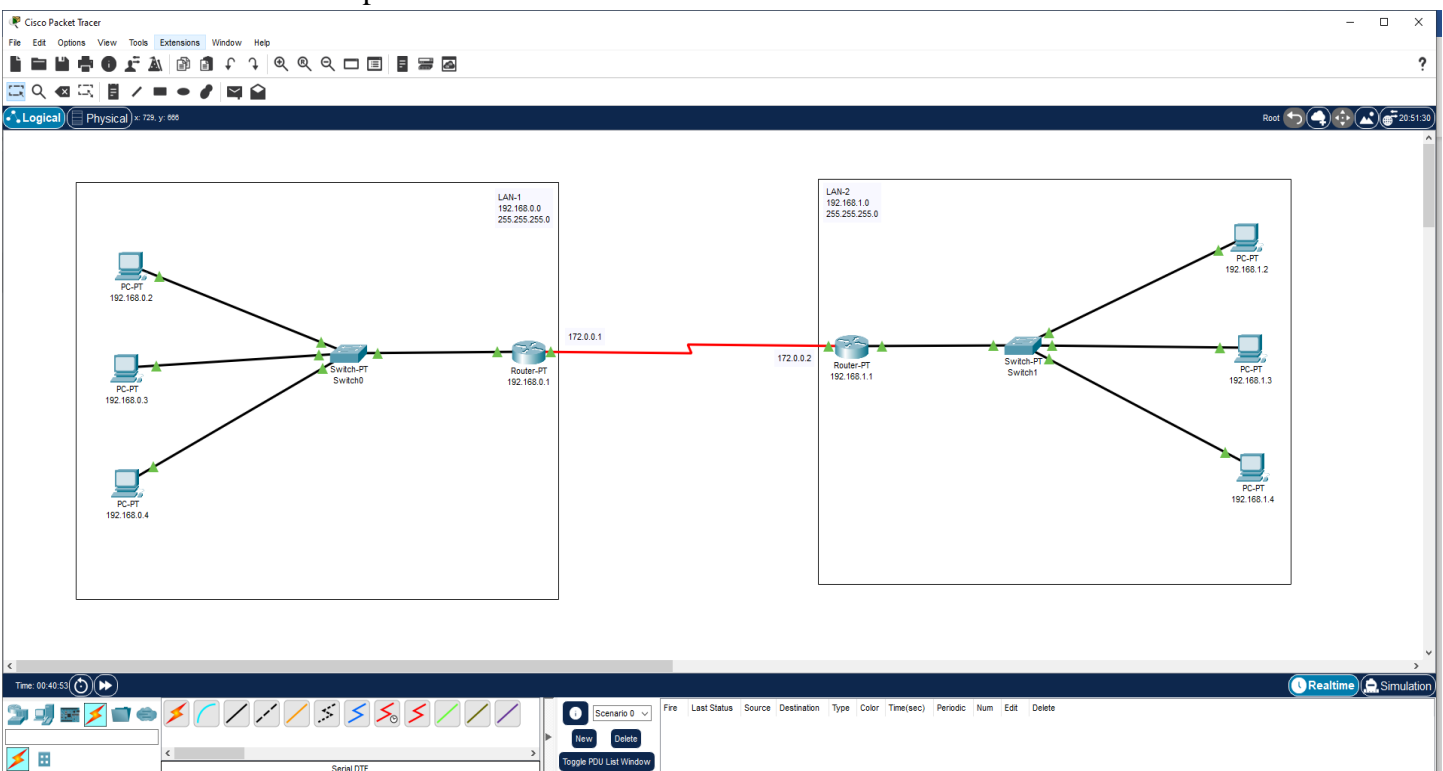 Cisco Packet Tracer
File Edit Options View Tools Extensions Window Help
?
Logical Physical x: 729, y: 666
Root 20:51:30
LAN-1
192.168.0.0
255.255.255.0
LAN-2
192.168.1.0
255.255.255.0
PC-PT
192.168.0.2
PC-PT
192.168.0.3
PC-PT
192.168.0.4
Switch-PT
Switch0
Router-PT
192.168.0.1
172.0.0.1
172.0.0.2
Router-PT
192.168.1.1
Switch-PT
Switch1
PC-PT
192.168.1.2
PC-PT
192.168.1.3
PC-PT
192.168.1.4
Time: 00:40:53
Realtime Simulation
Scenario 0
New Delete
Toggle PDU List Window
Fire Last Status Source Destination Type Color Time(sec) Periodic Num Edit Delete
Serial DTE